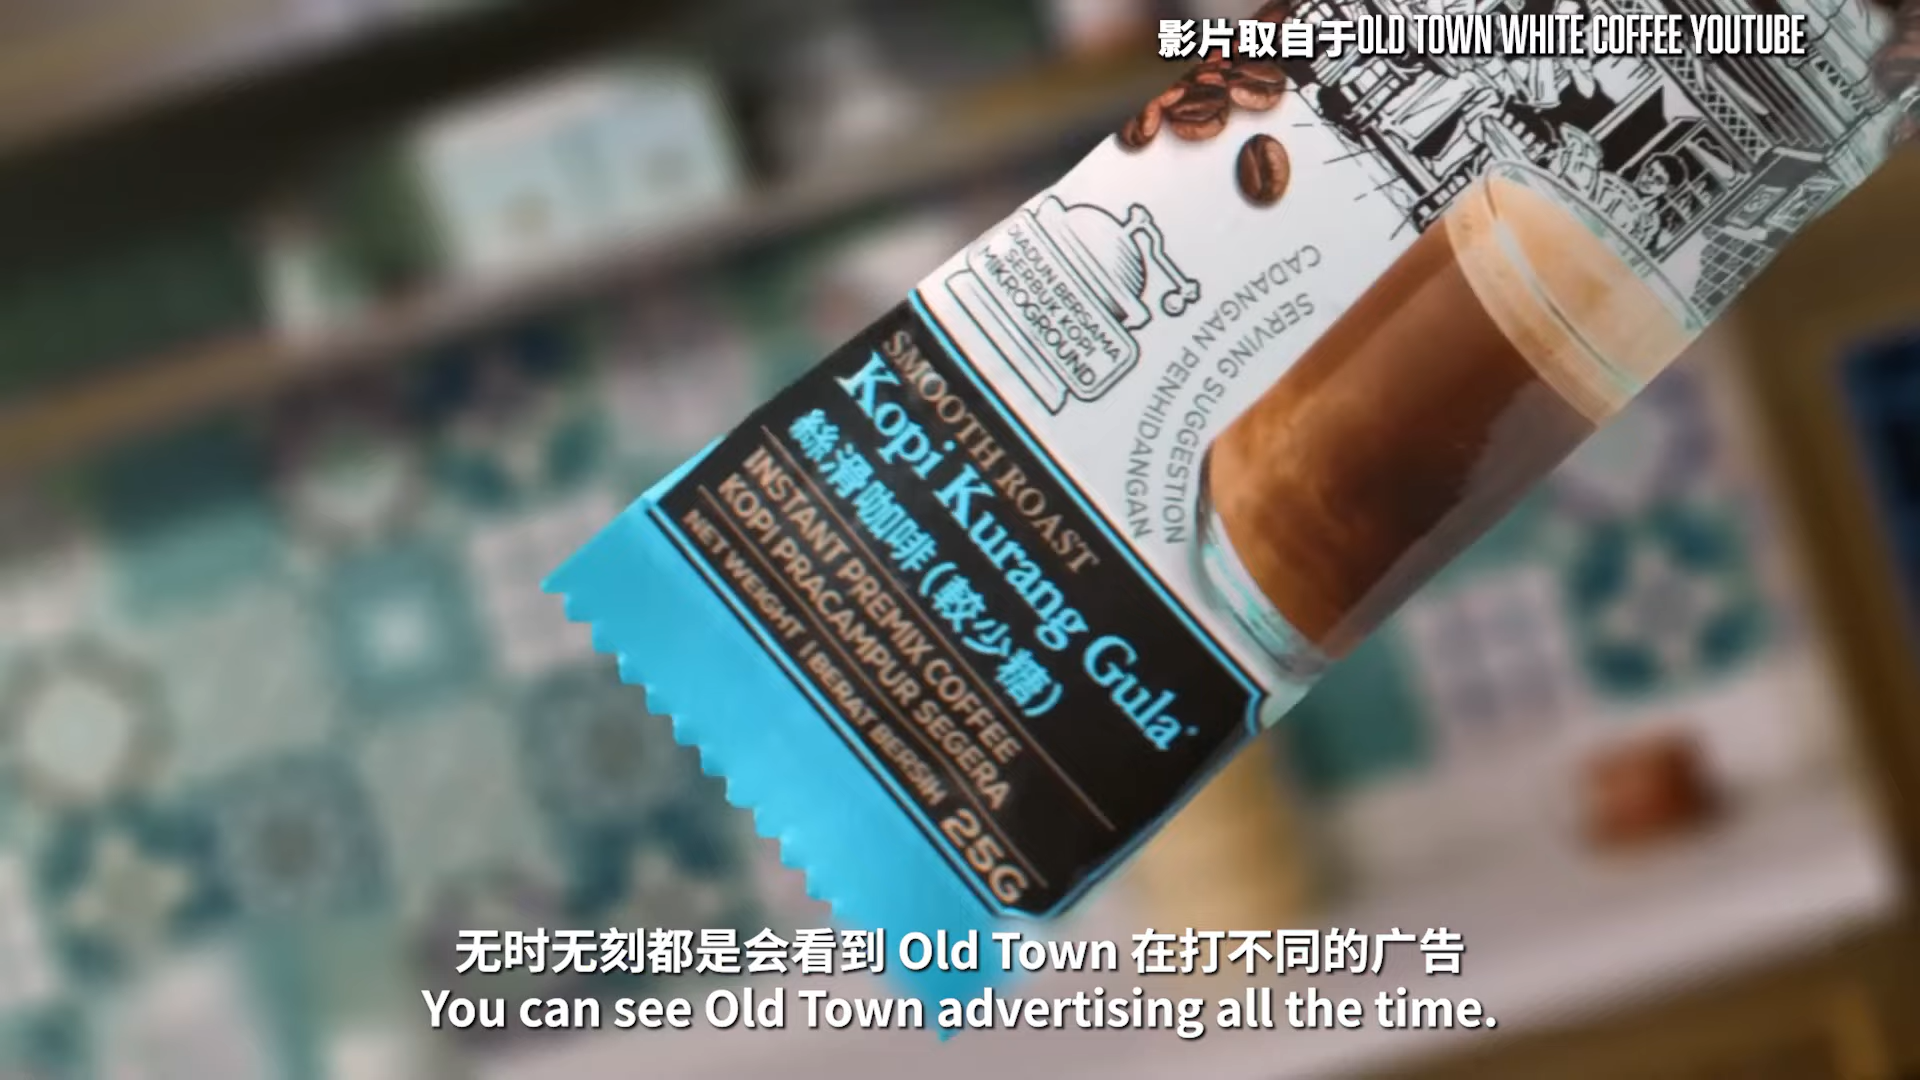 影片取自于OLD TOWN WHITE COFFEE YOUTUBE
DIADUN BERSAMA
SERBUK KOPI
MIKROGROUND
CADANGAN PENHIDANGAN
SERVING SUGGESTION
SMOOTH ROAST
Kopi Kurang Gula*
絲滑咖啡(較少糖)
INSTANT PREMIX COFFEE
KOPI PRACAMPUR SEGERA
NET WEIGHT | BERAT BERSIH 25G
无时无刻都是会看到 Old Town 在打不同的广告
You can see Old Town advertising all the time.